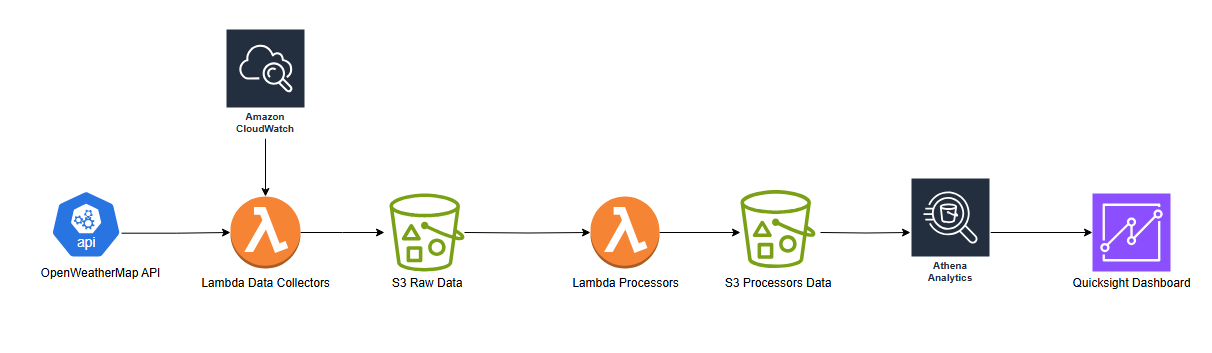 Amazon
CloudWatch
api
OpenWeatherMap API
Lambda Data Collectors
S3 Raw Data
Lambda Processors
S3 Processors Data
Athena
Analytics
Quicksight Dashboard